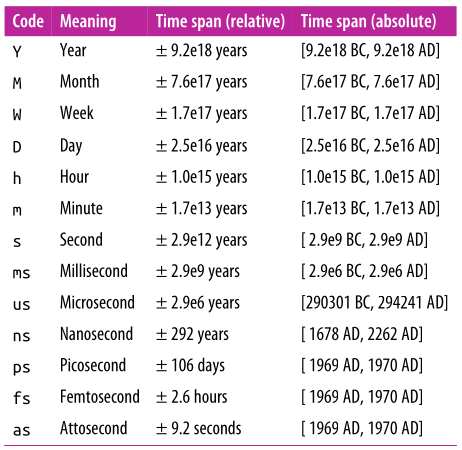 Code Meaning Time span (relative) Time span (absolute)
Y Year ± 9.2e18 years [9.2e18 BC, 9.2e18 AD]
M Month ± 7.6e17 years [7.6e17 BC, 7.6e17 AD]
W Week ± 1.7e17 years [1.7e17 BC, 1.7e17 AD]
D Day ± 2.5e16 years [2.5e16 BC, 2.5e16 AD]
h Hour ± 1.0e15 years [1.0e15 BC, 1.0e15 AD]
m Minute ± 1.7e13 years [1.7e13 BC, 1.7e13 AD]
s Second ± 2.9e12 years [ 2.9e9 BC, 2.9e9 AD]
ms Millisecond ± 2.9e9 years [ 2.9e6 BC, 2.9e6 AD]
us Microsecond ± 2.9e6 years [290301 BC, 294241 AD]
ns Nanosecond ± 292 years [ 1678 AD, 2262 AD]
ps Picosecond ± 106 days [ 1969 AD, 1970 AD]
fs Femtosecond ± 2.6 hours [ 1969 AD, 1970 AD]
as Attosecond ± 9.2 seconds [ 1969 AD, 1970 AD]